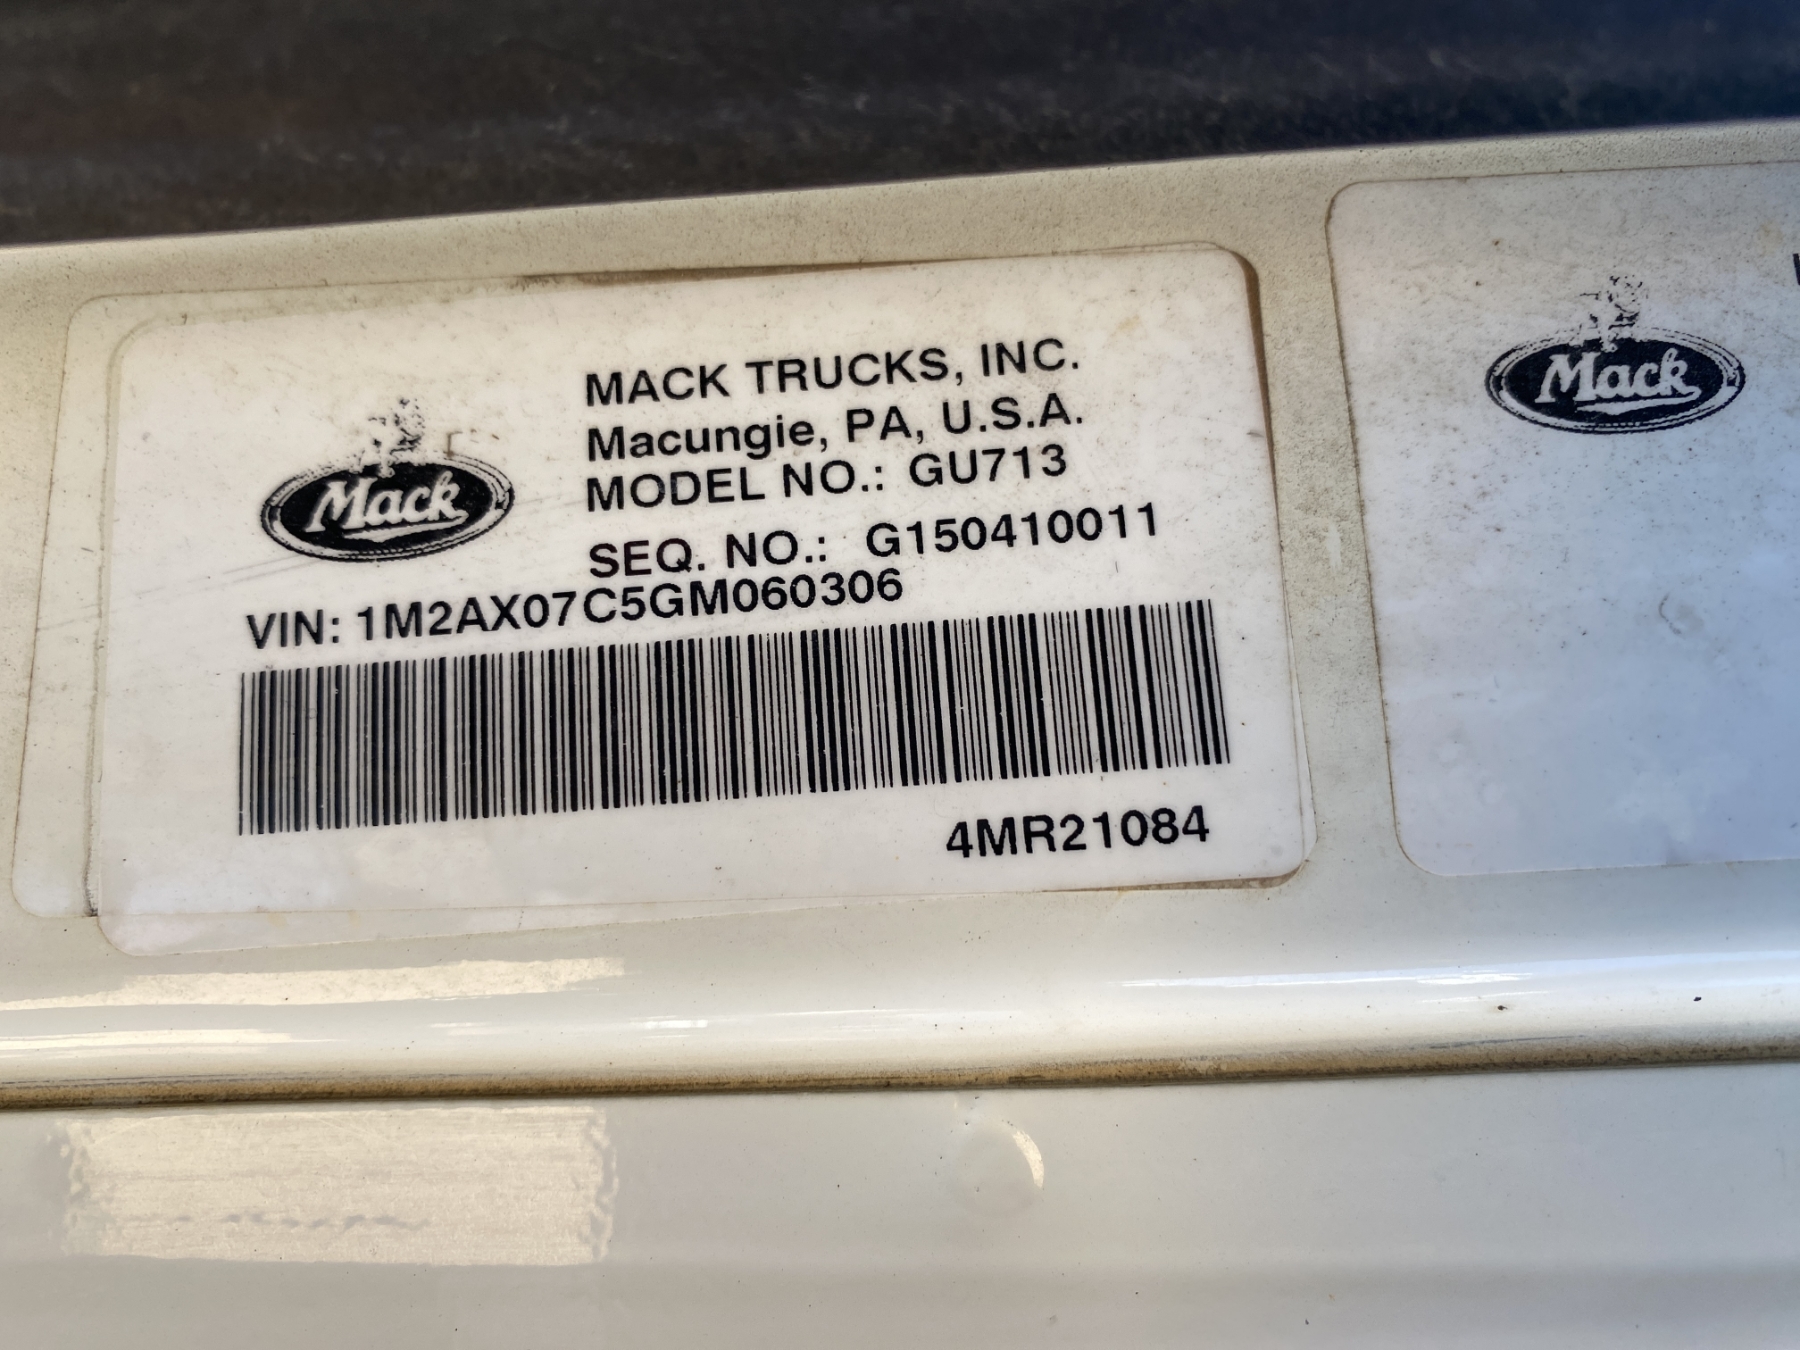 MACK TRUCKS, INC.
Macungie, PA, U.S.A.
MODEL NO.: GU713
SEQ. NO.: G150410011
Mack
VIN: 1M2AX07C5GM060306
4MR21084
Mack